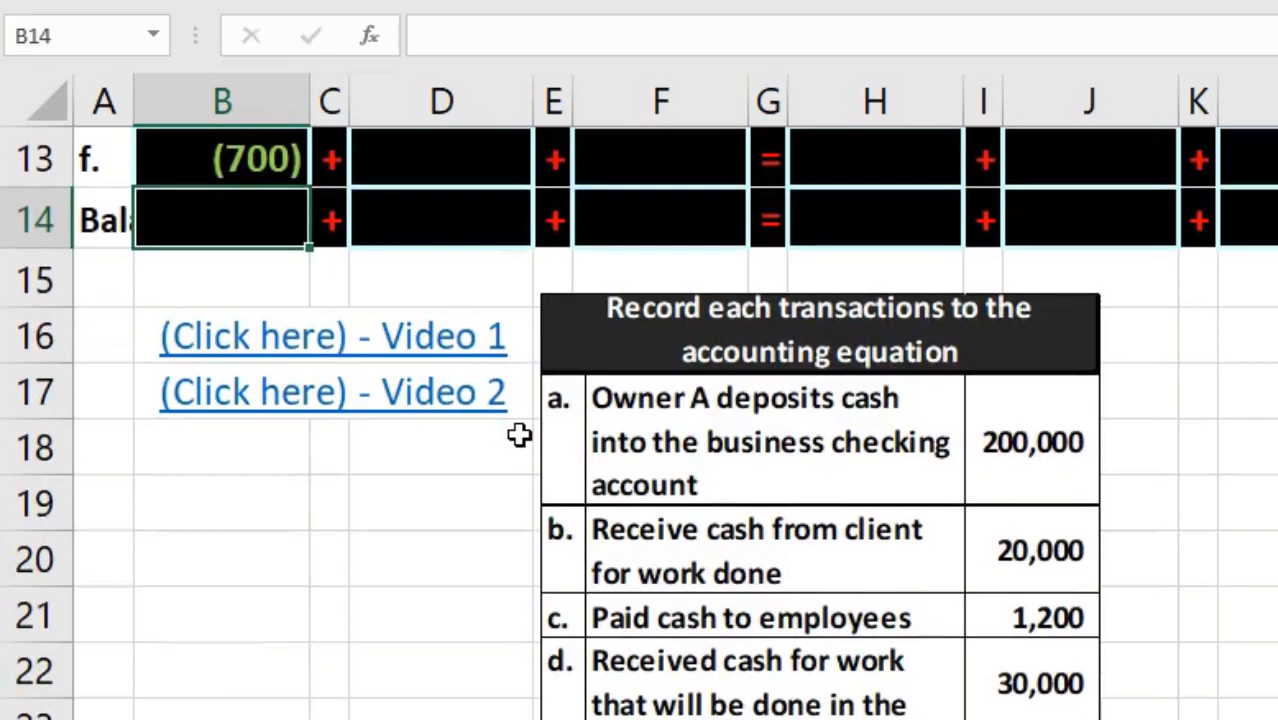 B14 fx
A B C D E F G H I J K
13 f. (700) + + = + +
14 Bal + + = + +
15
16 (Click here) - Video 1
17 (Click here) - Video 2
18
19
20
21
22
Record each transactions to the
accounting equation
a. Owner A deposits cash
into the business checking
account
200,000
b. Receive cash from client
for work done
20,000
c. Paid cash to employees 1,200
d. Received cash for work
that will be done in the
30,000